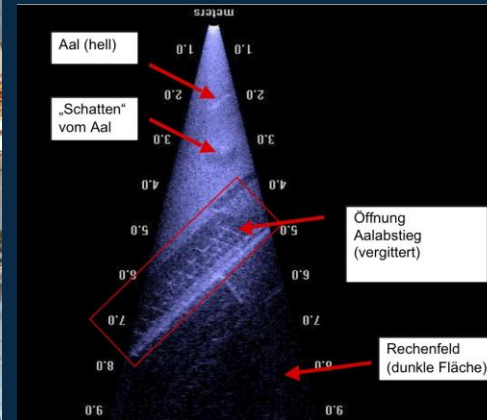 meters
Aal (hell)
1.0
1.0
2.0
2.0
„Schatten“
vom Aal
3.0
3.0
4.0
4.0
5.0
5.0
Öffnung
Aalabstieg
(vergittert)
6.0
6.0
7.0
7.0
8.0
8.0
Rechenfeld
(dunkle Fläche)
9.0
9.0